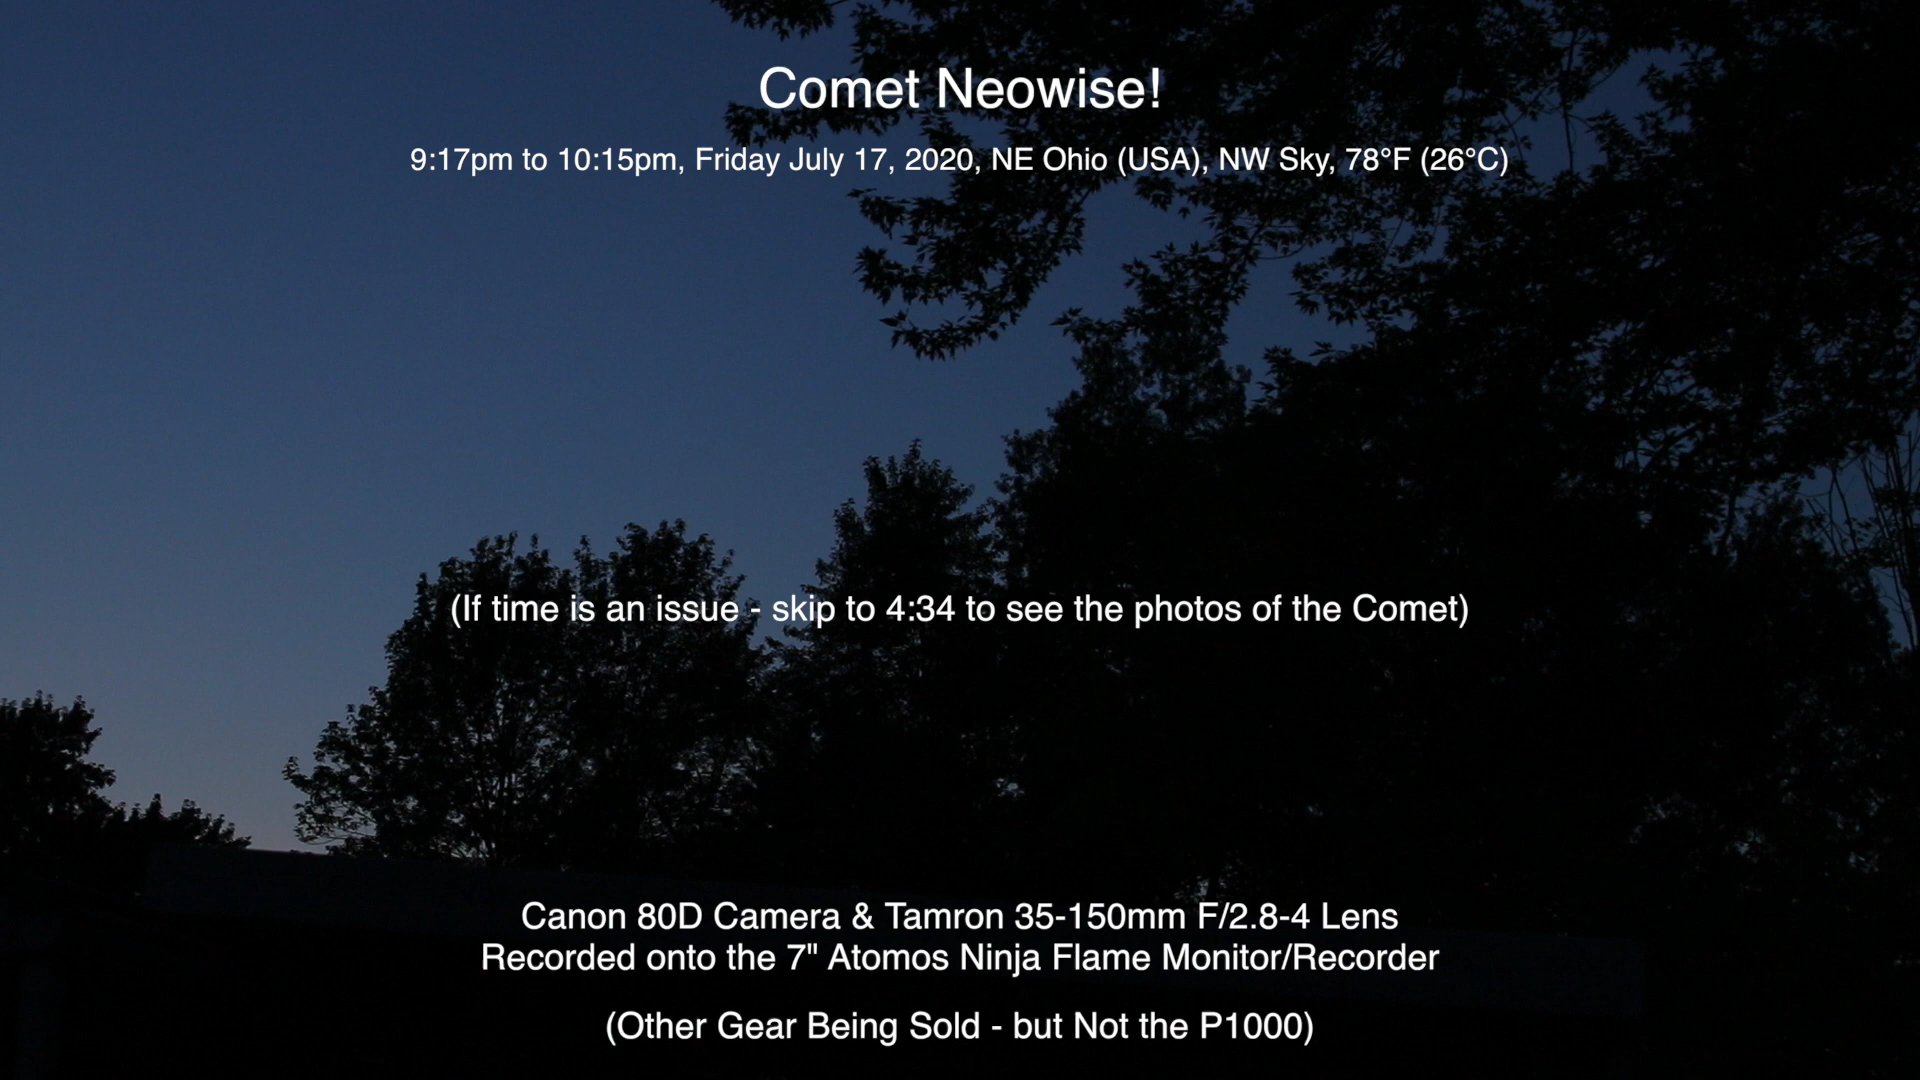 Comet Neowise!
9:17pm to 10:15pm, Friday July 17, 2020, NE Ohio (USA), NW Sky, 78°F (26°C)
(If time is an issue - skip to 4:34 to see the photos of the Comet)
Canon 80D Camera & Tamron 35-150mm F/2.8-4 Lens
Recorded onto the 7" Atomos Ninja Flame Monitor/Recorder
(Other Gear Being Sold - but Not the P1000)